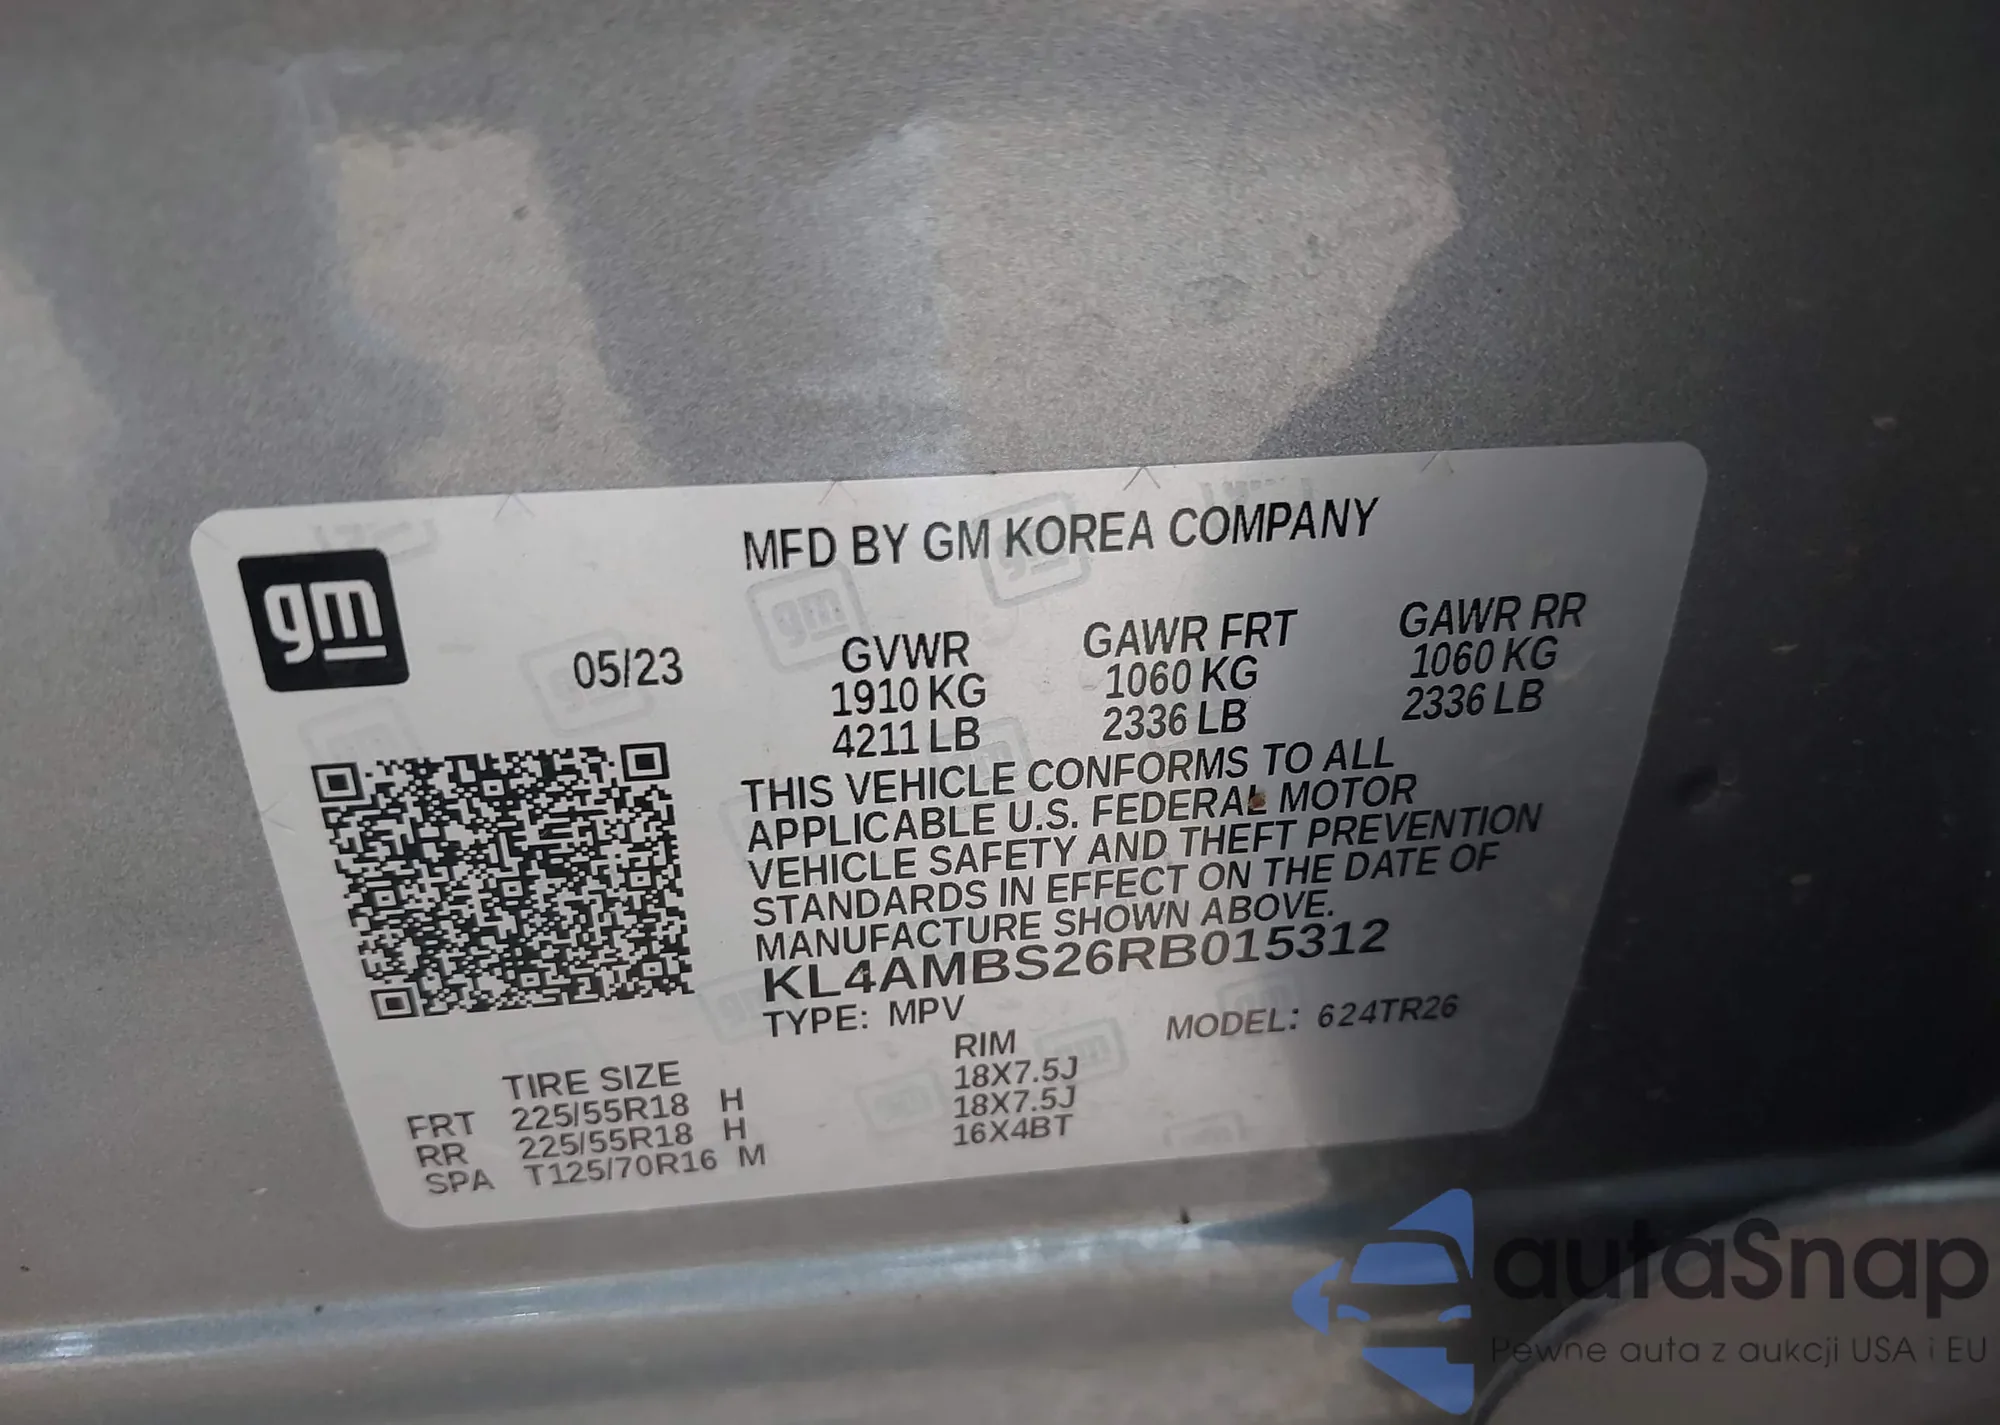 gm
MFD BY GM KOREA COMPANY
05/23
GVWR GAWR FRT GAWR RR
1910 KG 1060 KG 1060 KG
4211 LB 2336 LB 2336 LB
THIS VEHICLE CONFORMS TO ALL
APPLICABLE U.S. FEDERAL MOTOR
VEHICLE SAFETY AND THEFT PREVENTION
STANDARDS IN EFFECT ON THE DATE OF
MANUFACTURE SHOWN ABOVE.
KL4AMBS26RB015312
TYPE: MPV MODEL: 624TR26
TIRE SIZE RIM
FRT 225/55R18 H 18X7.5J
RR 225/55R18 H 18X7.5J
SPA T125/70R16 M 16X4BT
autaSnap
Pewne auta z aukcji USA i EU